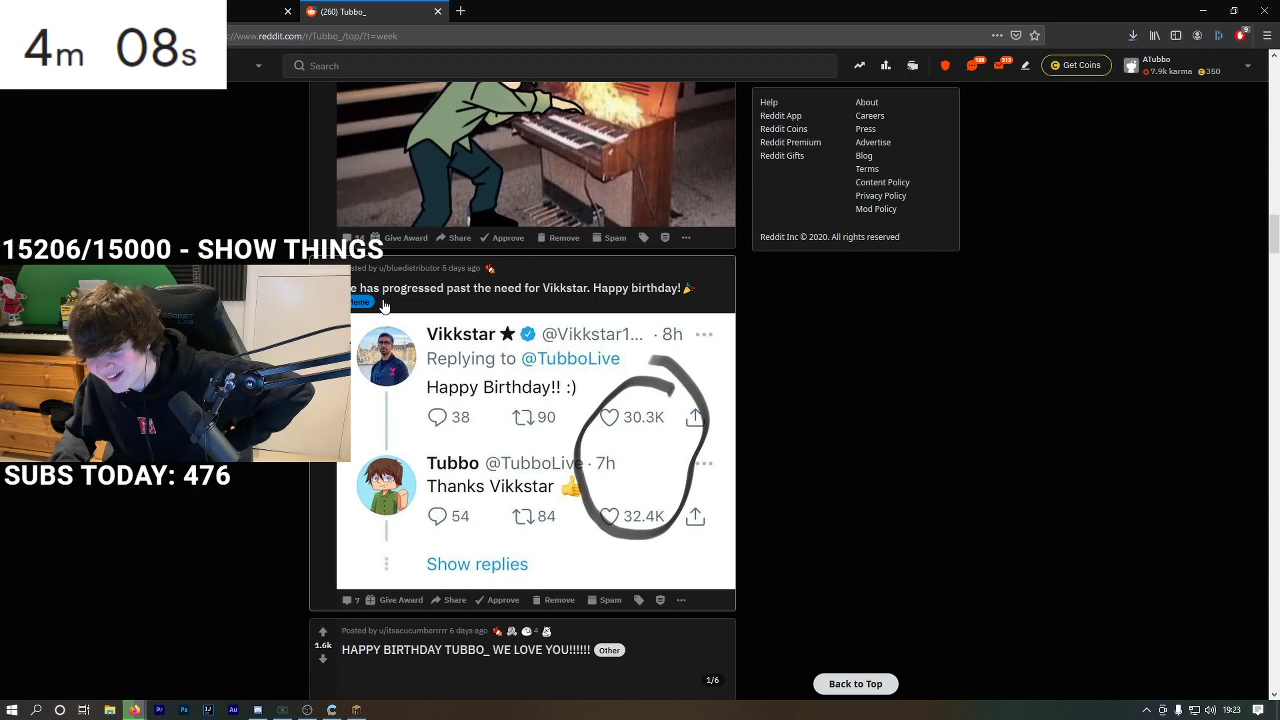 4m 08s
(260) Tubbo_
www.reddit.com/r/Tubbo_/top/?t=week
Search
188
513
Get Coins
ATubbo
7.9k karma 350
Help
Reddit App
Reddit Coins
Reddit Premium
Reddit Gifts
About
Careers
Press
Advertise
Blog
Terms
Content Policy
Privacy Policy
Mod Policy
Reddit Inc © 2020. All rights reserved
14 Give Award Share Approve Remove Spam
15206/15000 - SHOW THINGS
SUBS TODAY: 476
by u/bluedistributor 5 days ago
has progressed past the need for Vikkstar. Happy birthday! 🎉
Vikkstar ★ @Vikkstar1... · 8h
Replying to @TubboLive
Happy Birthday!! :)
38 90 30.3K
Tubbo @TubboLive · 7h
Thanks Vikkstar 👍
54 84 32.4K
Show replies
7 Give Award Share Approve Remove Spam
Posted by u/itsacucumberrrrr 6 days ago 4
1.6k
HAPPY BIRTHDAY TUBBO_ WE LOVE YOU!!!!!! Other
1/6
Back to Top
19:23